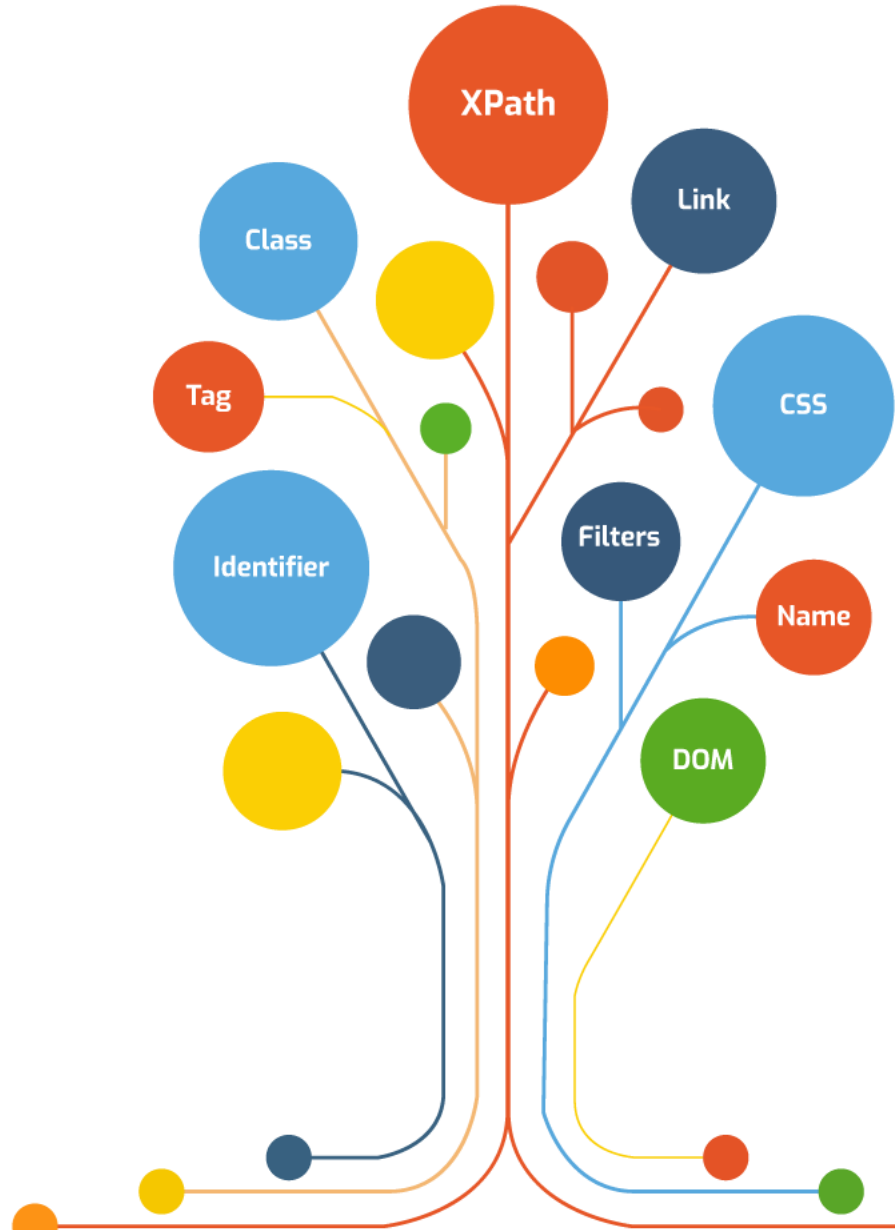 XPath
Link
Class
Tag
CSS
Filters
Identifier
Name
DOM